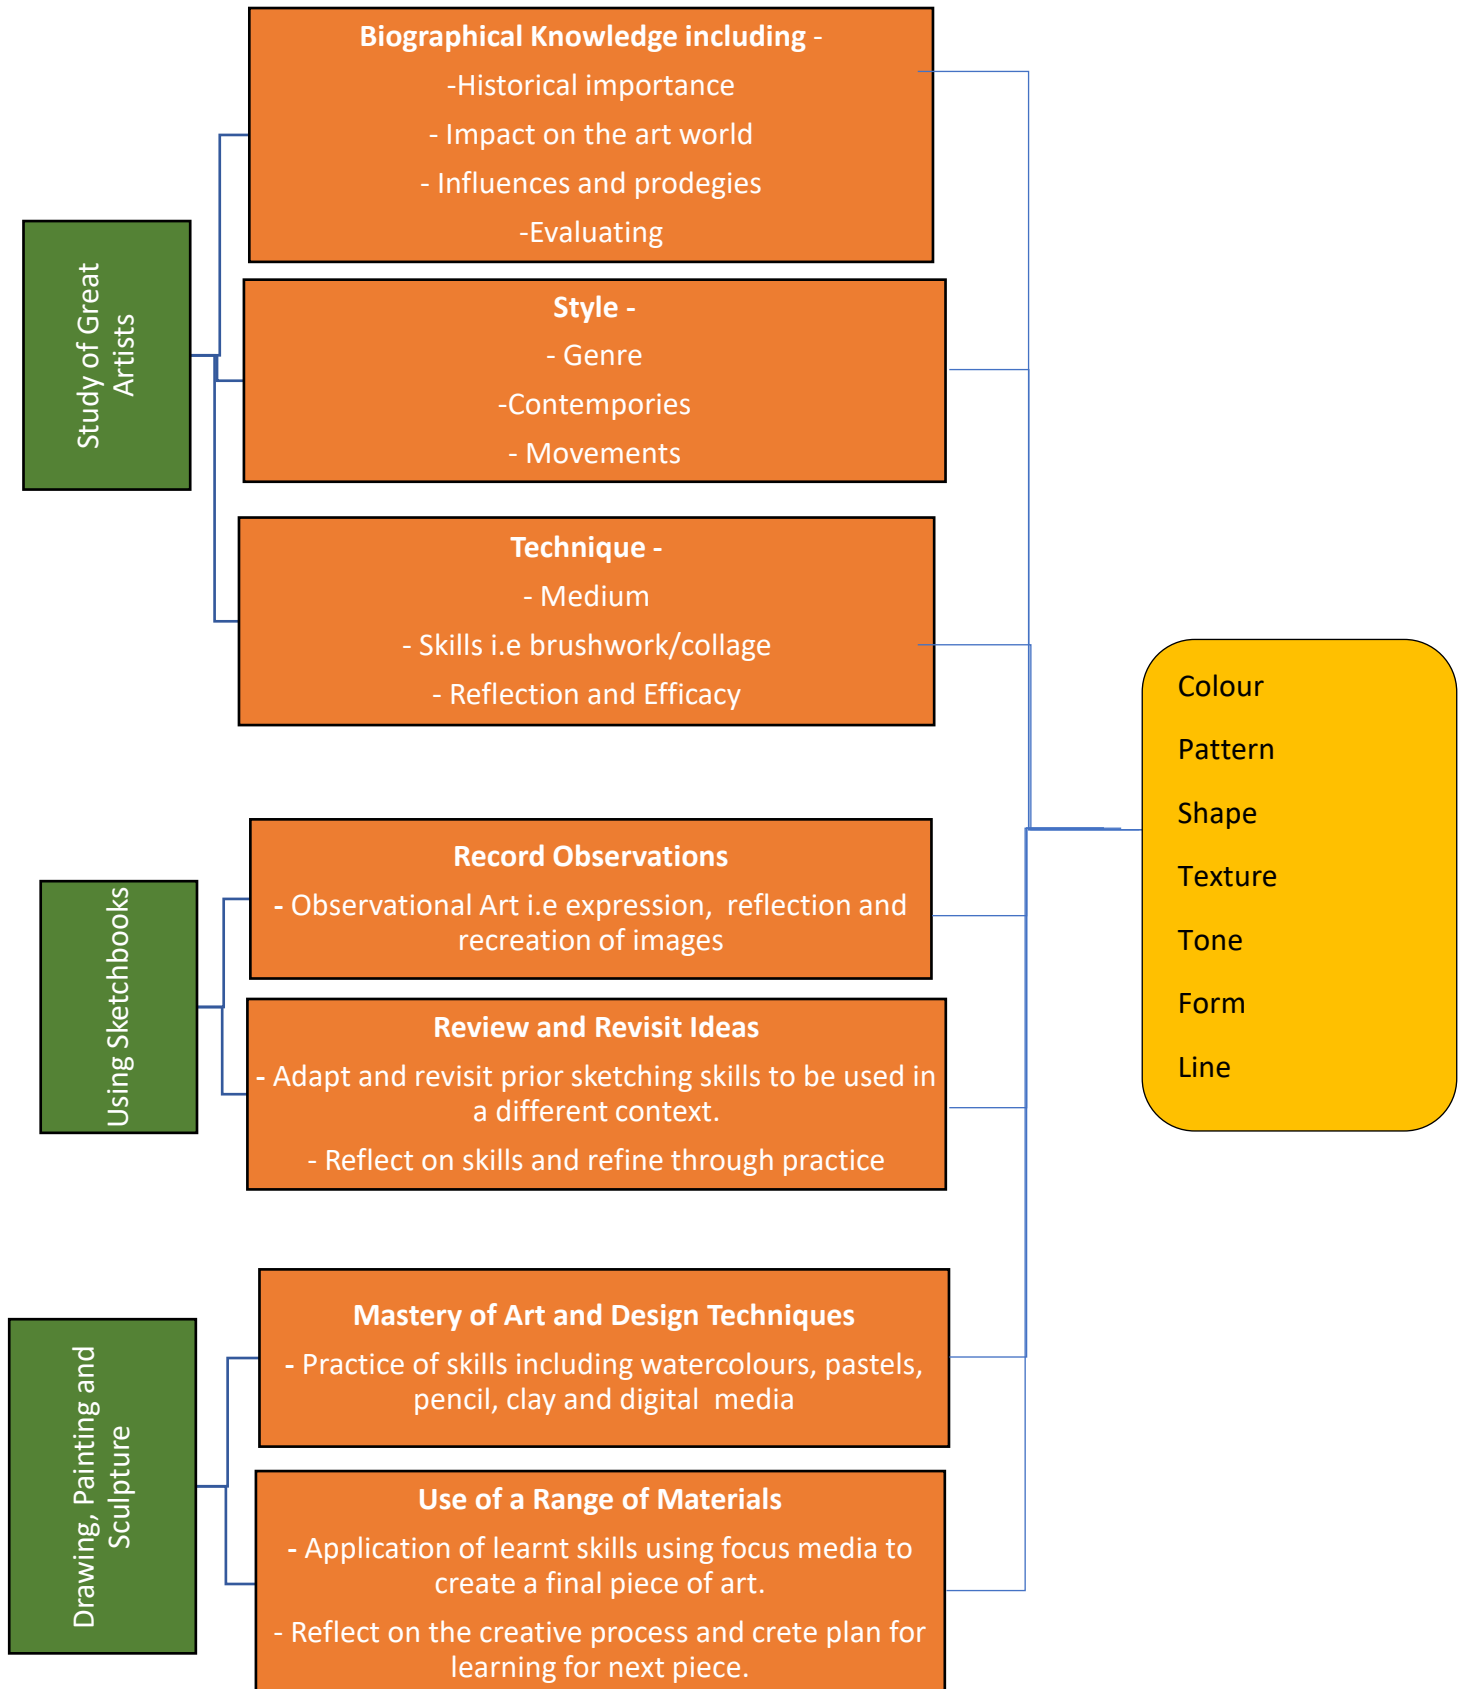 Study of Great
Artists
Biographical Knowledge including -
-Historical importance
- Impact on the art world
- Influences and prodegies
-Evaluating
Style -
- Genre
-Contempories
- Movements
Technique -
- Medium
- Skills i.e brushwork/collage
- Reflection and Efficacy
Using Sketchbooks
Record Observations
- Observational Art i.e expression, reflection and
recreation of images
Review and Revisit Ideas
- Adapt and revisit prior sketching skills to be used in
a different context.
- Reflect on skills and refine through practice
Drawing, Painting and
Sculpture
Mastery of Art and Design Techniques
- Practice of skills including watercolours, pastels,
pencil, clay and digital media
Use of a Range of Materials
- Application of learnt skills using focus media to
create a final piece of art.
- Reflect on the creative process and crete plan for
learning for next piece.
Colour
Pattern
Shape
Texture
Tone
Form
Line